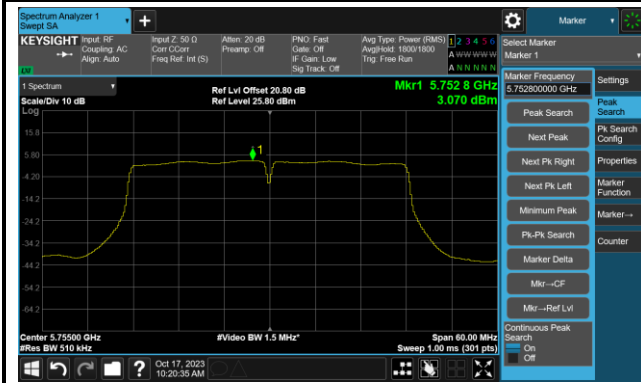 Spectrum Analyzer 1
Swept SA
Marker
KEYSIGHT
Input: RF
Coupling: AC
Align: Auto
Input Z: 50 Ω
Corr CCorr
Freq Ref: Int (S)
Atten: 20 dB
Preamp: Off
PNO: Fast
Gate: Off
IF Gain: Low
Sig Track: Off
Avg Type: Power (RMS)
Avg|Hold: 1800/1800
Trig: Free Run
1 2 3 4 5 6
A W W W W W
A N N N N N
Select Marker
Marker 1
1 Spectrum
Scale/Div 10 dB
Log
Ref Lvl Offset 20.80 dB
Ref Level 25.80 dBm
Mkr1 5.752 8 GHz
3.070 dBm
15.8
5.80
-4.20
-14.2
-24.2
-34.2
-44.2
-54.2
-64.2
1
Center 5.75500 GHz
#Res BW 510 kHz
#Video BW 1.5 MHz*
Span 60.00 MHz
Sweep 1.00 ms (301 pts)
Marker Frequency
5.752800000 GHz
Peak Search
Next Peak
Next Pk Right
Next Pk Left
Minimum Peak
Pk-Pk Search
Marker Delta
Mkr→CF
Mkr→Ref Lvl
Continuous Peak
Search
On
Off
Settings
Peak
Search
Pk Search
Config
Properties
Marker
Function
Marker→
Counter
?
Oct 17, 2023
10:20:35 AM